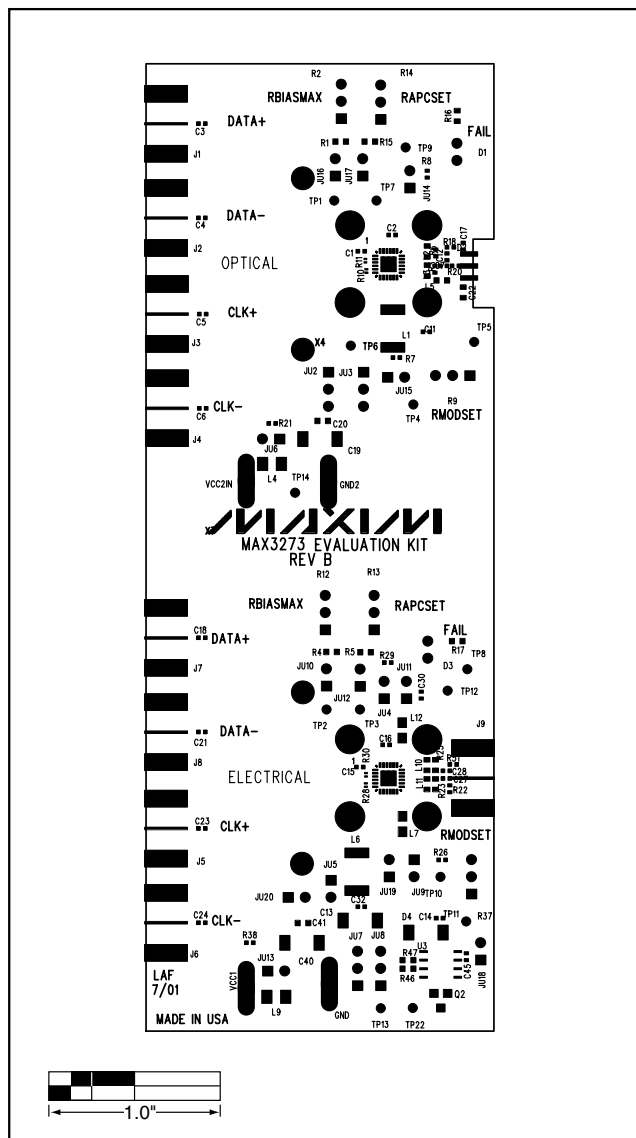 R2 R14
RBIASMAX RAPCSET
R16
C3 DATA+
FAIL
R1 R15
TP9
D1
J1
JU16 JU17
R8
TP7
JU14
TP1
C4 DATA-
C2
C17
R18
J2
C1 1
OPTICAL
R11
R10
R20
L5
C22
C5 CLK+
L1
C11
TP5
J3
X4
TP6
R7
JU2 JU3
JU15
R9
C6 CLK-
TP4
RMODSET
R21 C20
J4
JU6
C19
L4
VCC2IN
TP14
GND2
MAXIM
MAX3273 EVALUATION KIT
REV B
R12 R13
RBIASMAX RAPCSET
C18 DATA+
FAIL
R17
R4 R5
R29
D3
TP8
J7
JU10 JU11
JU12
JU4
C30
TP12
TP2 TP3
L12
J9
C21 DATA-
C16
R25
J8
1
R30
C15
L10
R31
C28
ELECTRICAL
C27
L11
R23
R22
R28
C23 CLK+
L7
RMODSET
L6
J5
JU5
R26
JU20
JU19 JU9
TP10
C32
C24 CLK-
C13
C41
D4 C14 TP11
R37
R38
JU7 JU8
U3
J6
JU13
C40
R47
R46
C45
JU18
LAF
7/01
VCC1
L9
GND
Q2
MADE IN USA
TP13 TP22
1.0"